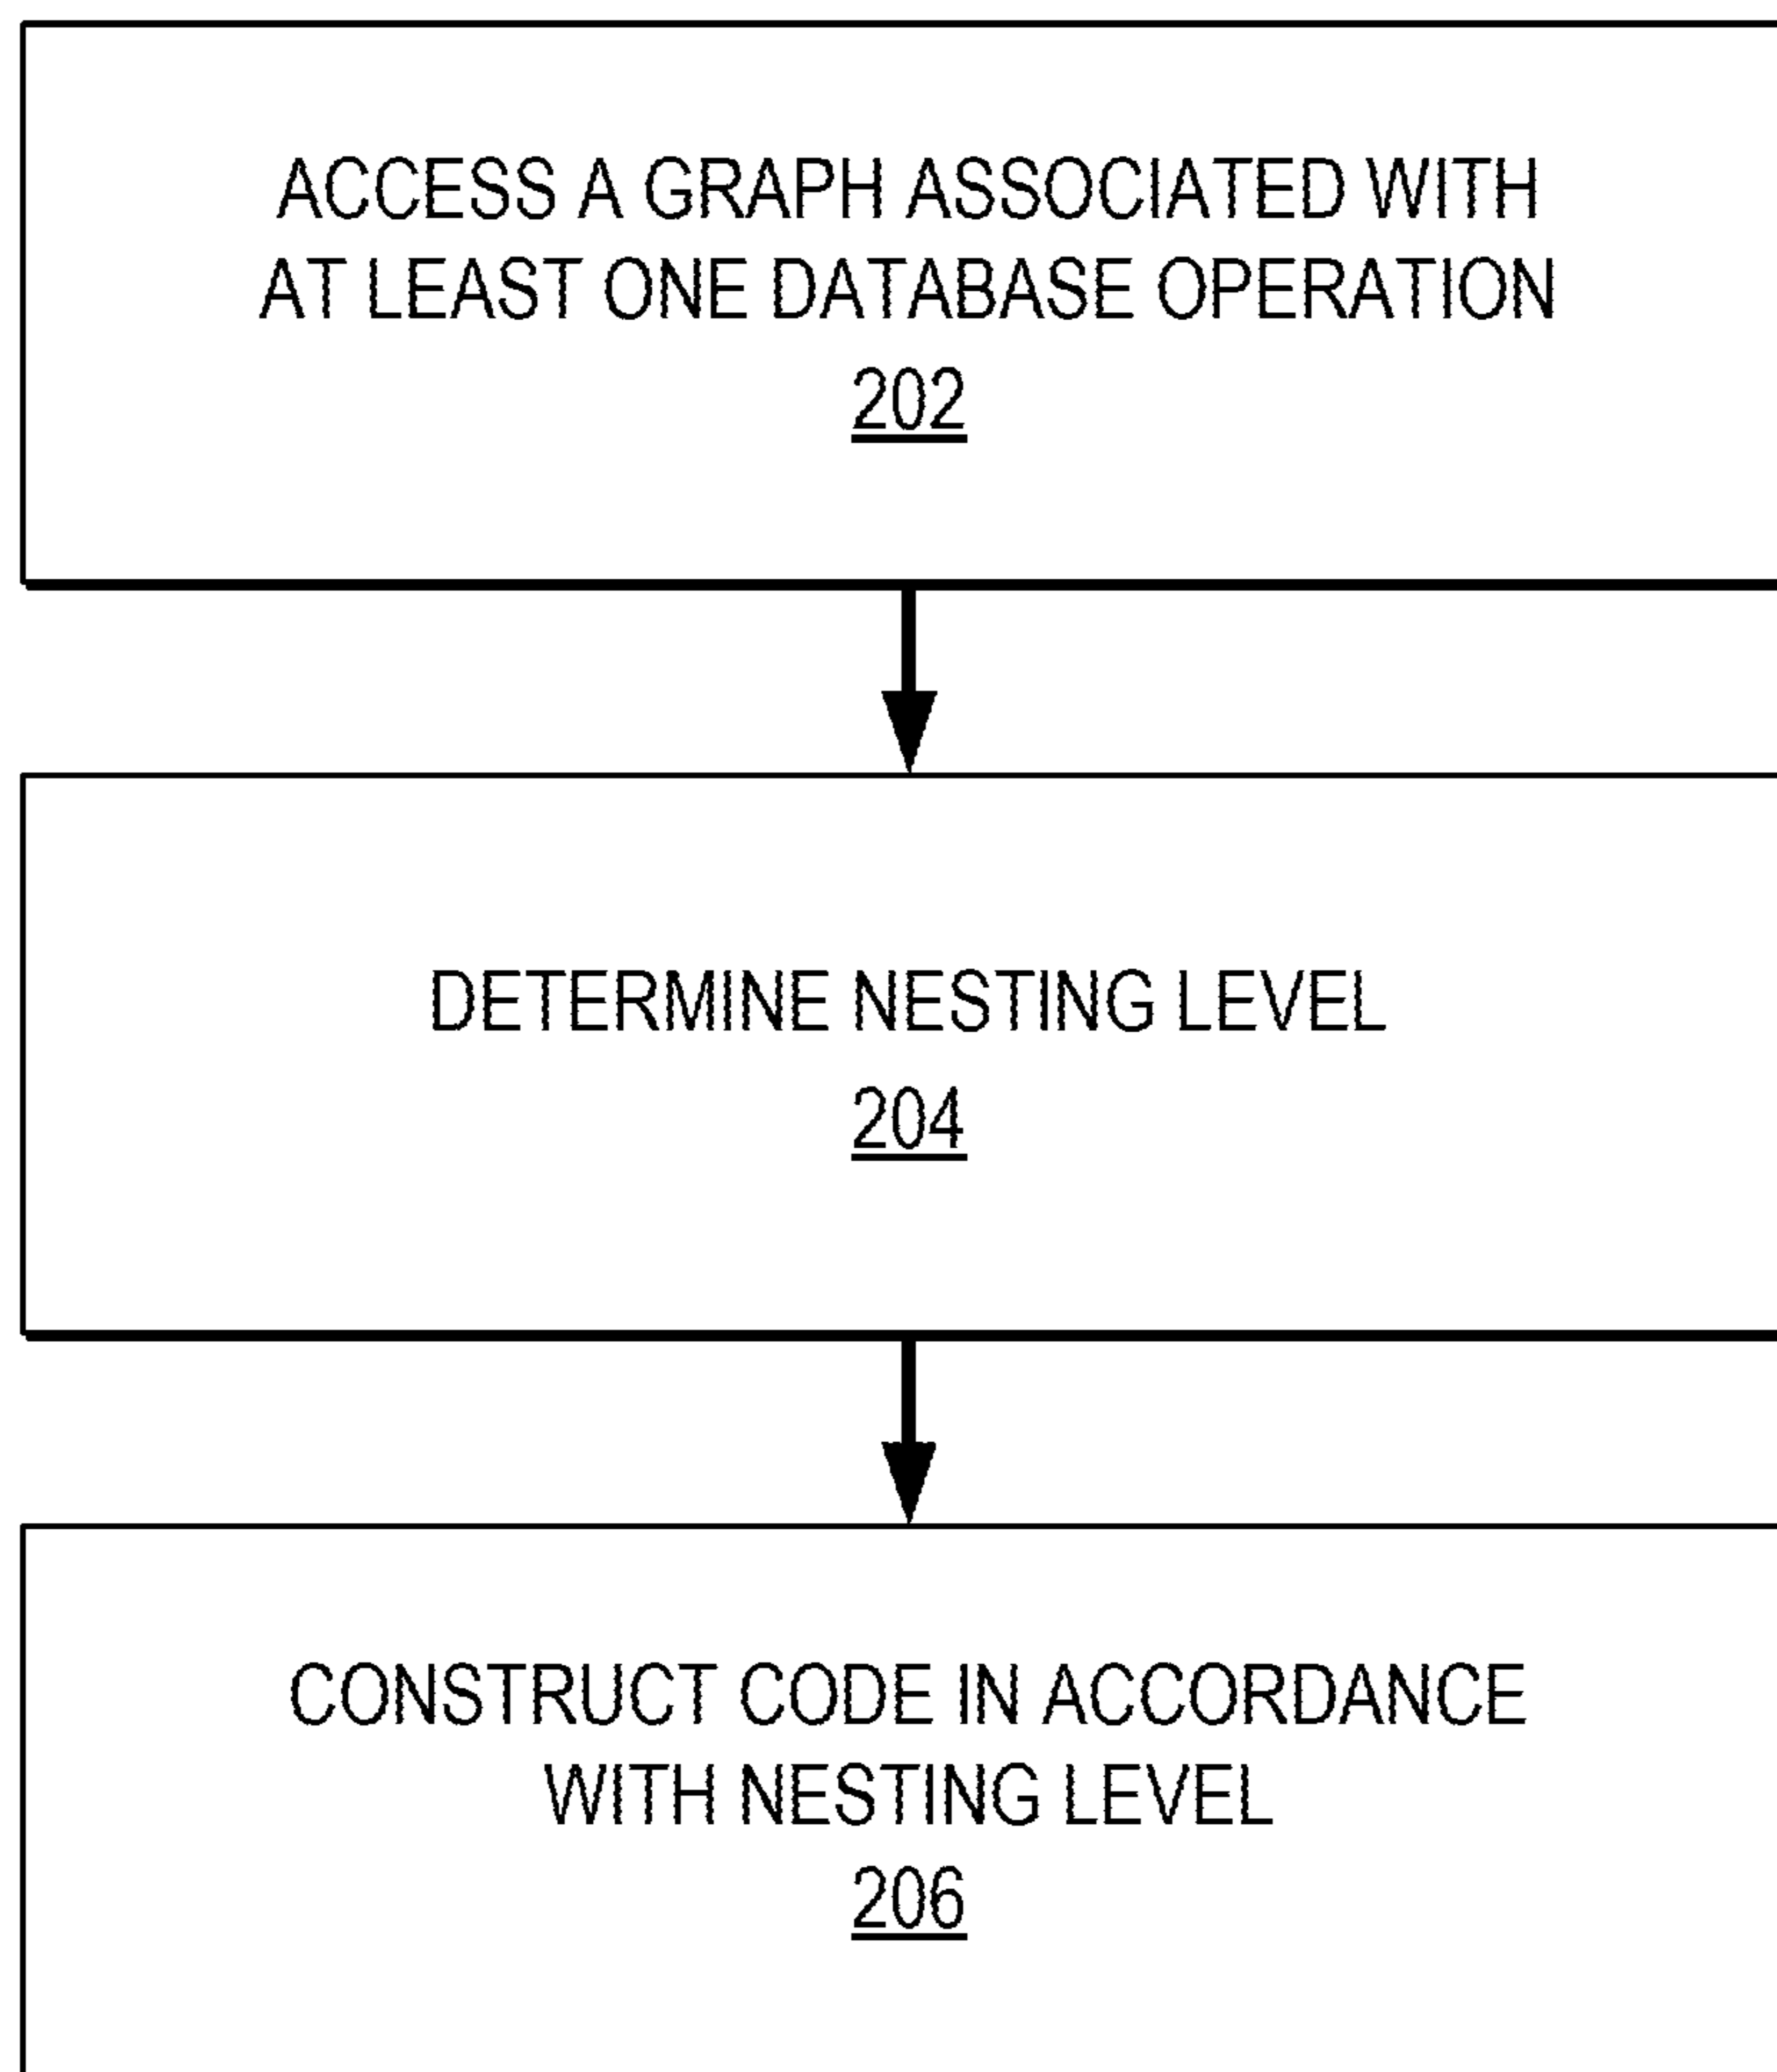 ACCESS A GRAPH ASSOCIATED WITH
AT LEAST ONE DATABASE OPERATION
202
DETERMINE NESTING LEVEL
204
CONSTRUCT CODE IN ACCORDANCE
WITH NESTING LEVEL
206